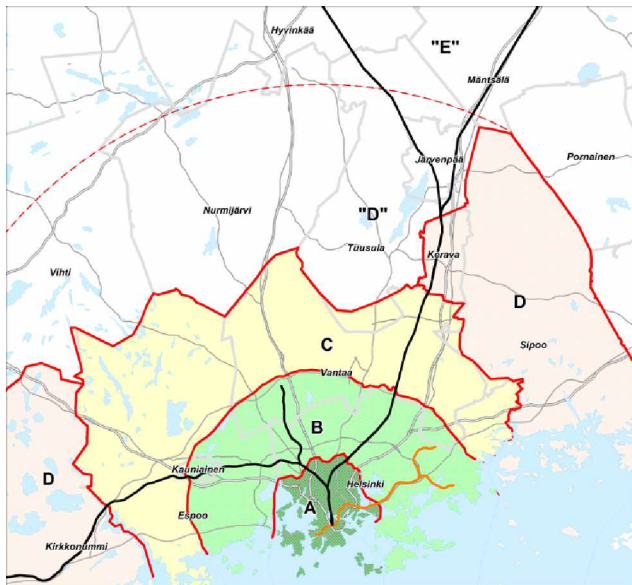 Hyvinkää
"E"
Mäntsälä
Järvenpää
Pornainen
Nurmijärvi
"D"
Tuusula
Kerava
Vihti
D
Sipoo
C
Vantaa
B
Kauniainen
D
Helsinki
A
Espoo
Kirkkonummi